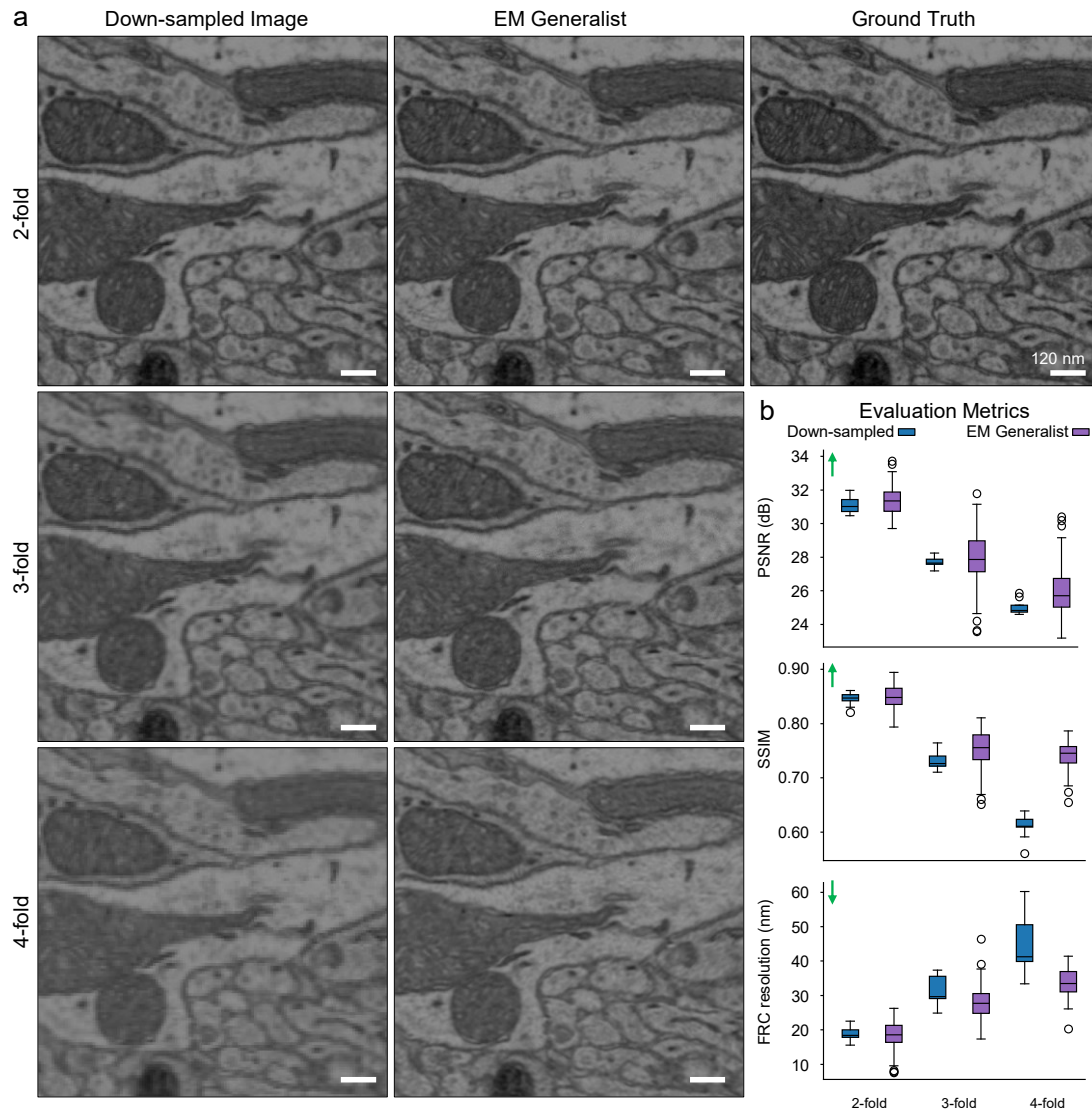 a
Down-sampled Image
EM Generalist
Ground Truth
2-fold
120 nm
3-fold
4-fold
b
Evaluation Metrics
Down-sampled
EM Generalist
PSNR (dB)
34
32
30
28
26
24
SSIM
0.90
0.80
0.70
0.60
FRC resolution (nm)
60
50
40
30
20
10
2-fold
3-fold
4-fold